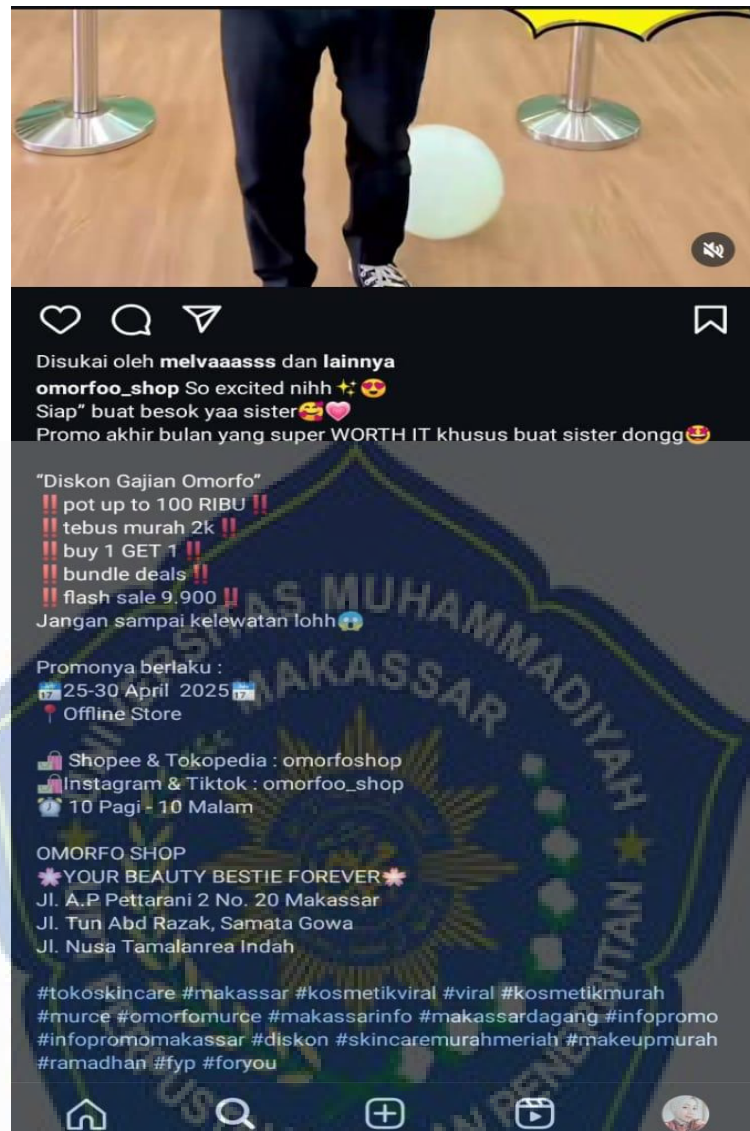 Disukai oleh melvaaasss dan lainnya
omorfoo_shop So excited nihh ✨😍
Siap” buat besok yaa sister🥰💗
Promo akhir bulan yang super WORTH IT khusus buat sister dongg🤩
“Diskon Gajian Omorfo”
‼️pot up to 100 RIBU‼️
‼️tebus murah 2k‼️
‼️buy 1 GET 1‼️
‼️bundle deals‼️
‼️flash sale 9.900‼️
Jangan sampai kelewatan lohh😱
Promonya berlaku :
📅25-30 April 2025📅
📍Offline Store
🛍️Shopee & Tokopedia : omorfoshop
🛍️Instagram & Tiktok : omorfoo_shop
⏰ 10 Pagi - 10 Malam
OMORFO SHOP
🌸YOUR BEAUTY BESTIE FOREVER🌸
Jl. A.P Pettarani 2 No. 20 Makassar
Jl. Tun Abd Razak, Samata Gowa
Jl. Nusa Tamalanrea Indah
#tokoskincare #makassar #kosmetikviral #viral #kosmetikmurah
#murce #omorfomurce #makassarinfo #makassardagang #infopromo
#infopromomakassar #diskon #skincaremurahmeriah #makeupmurah
#ramadhan #fyp #foryou
MUHAMMADIYAH
MAKASSAR